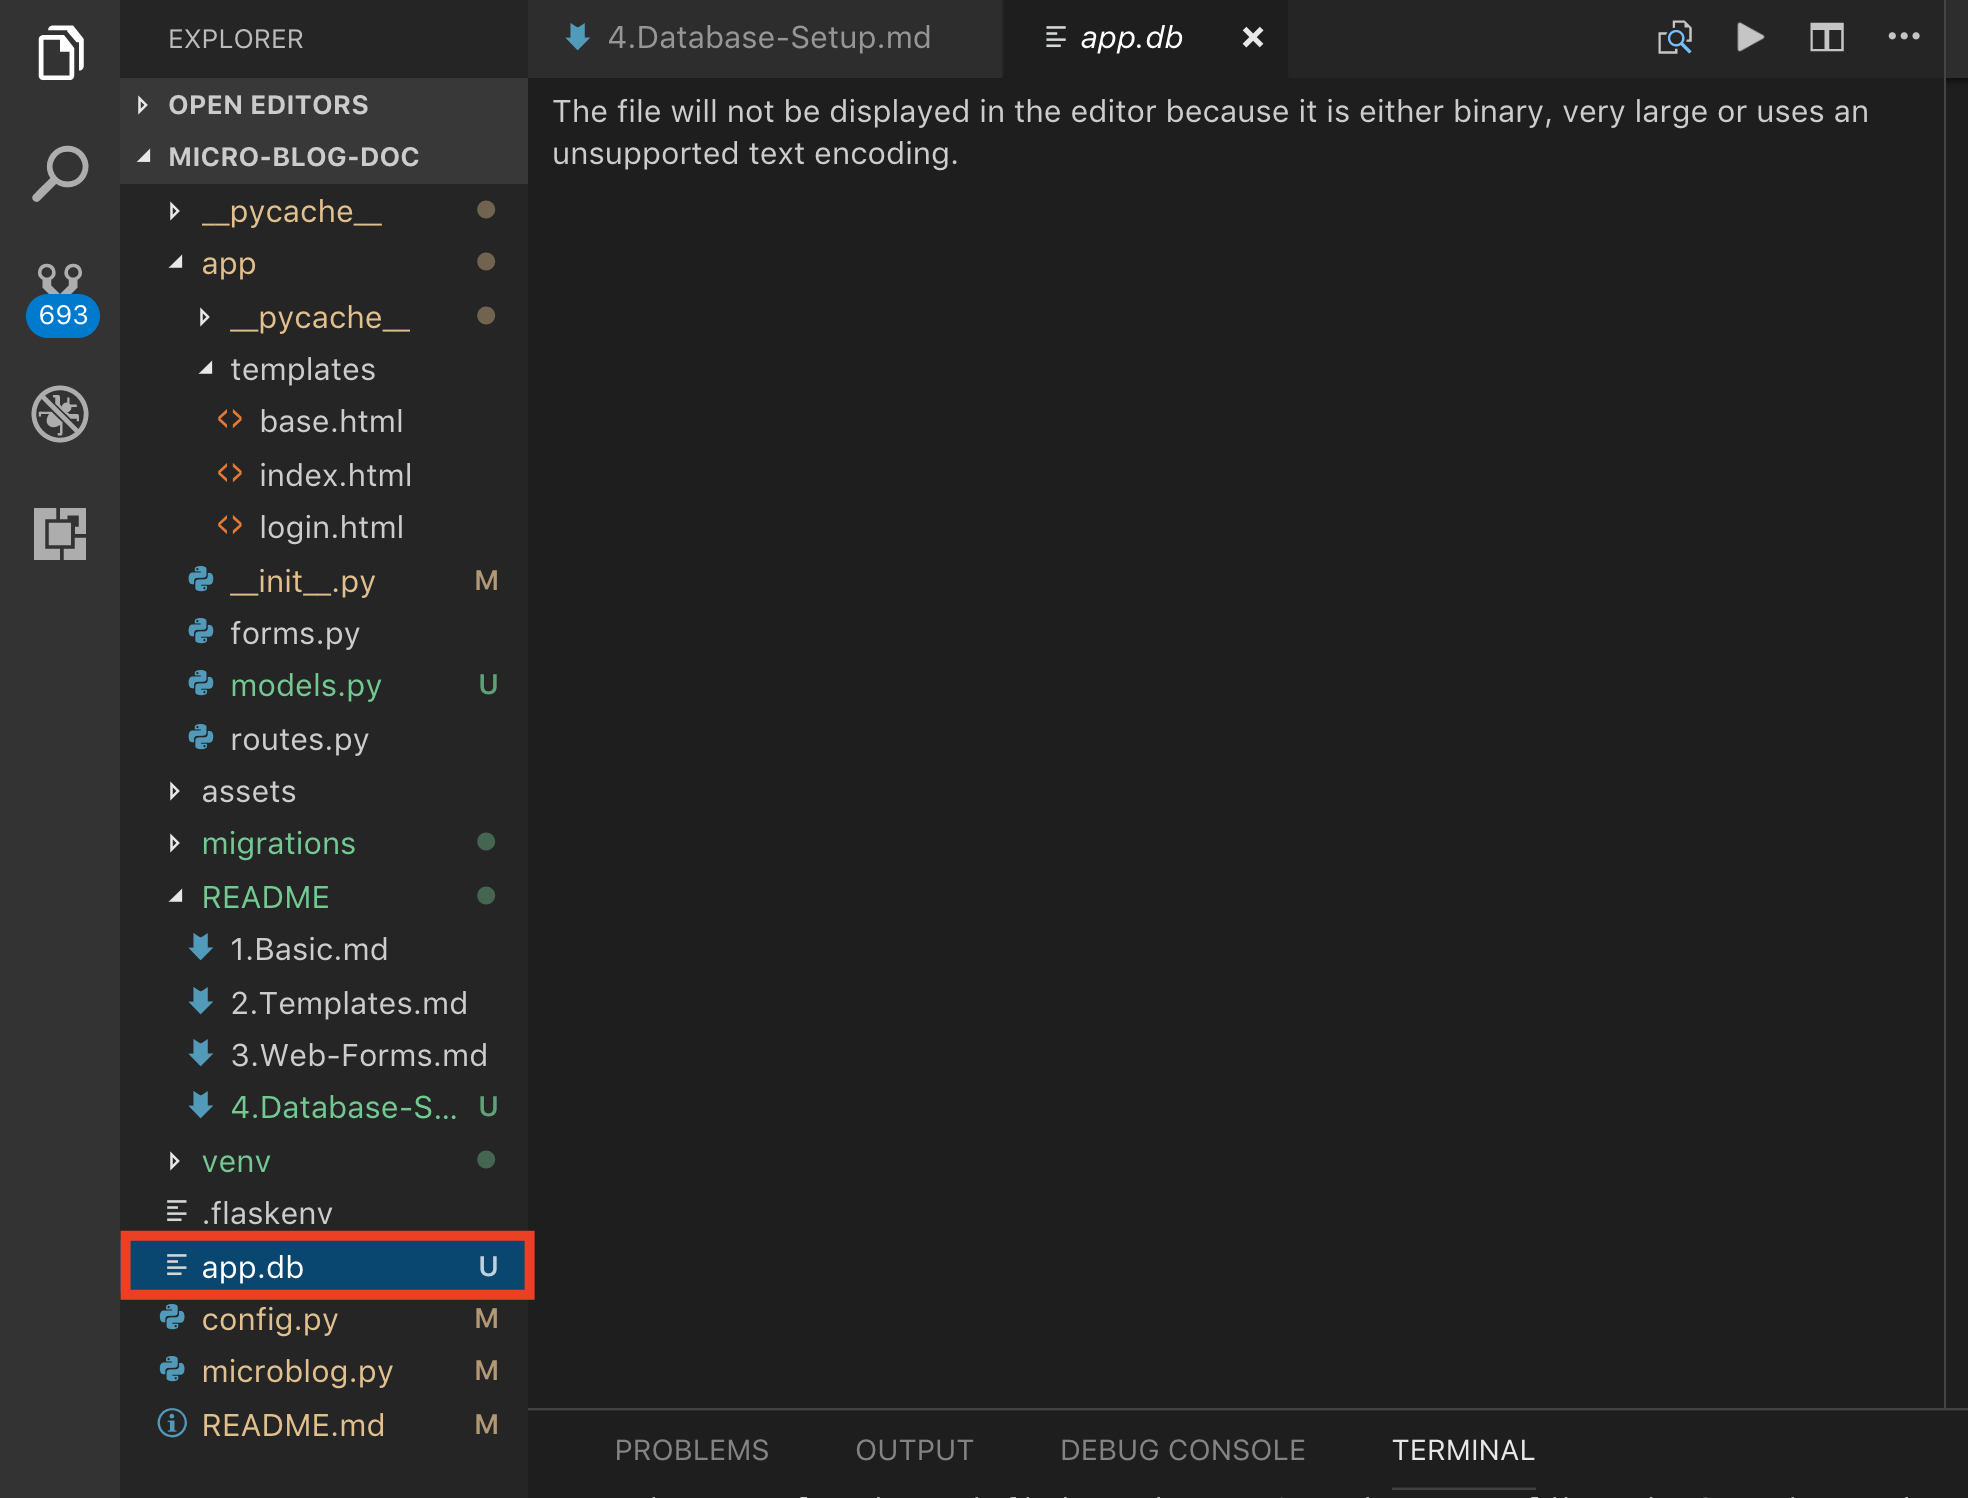 EXPLORER
OPEN EDITORS
MICRO-BLOG-DOC
__pycache__
app
__pycache__
templates
base.html
index.html
login.html
__init__.py M
forms.py
models.py U
routes.py
assets
migrations
README
1.Basic.md
2.Templates.md
3.Web-Forms.md
4.Database-S... U
venv
.flaskenv
app.db U
config.py M
microblog.py M
README.md M
693
4.Database-Setup.md
app.db
The file will not be displayed in the editor because it is either binary, very large or uses an
unsupported text encoding.
PROBLEMS OUTPUT DEBUG CONSOLE TERMINAL